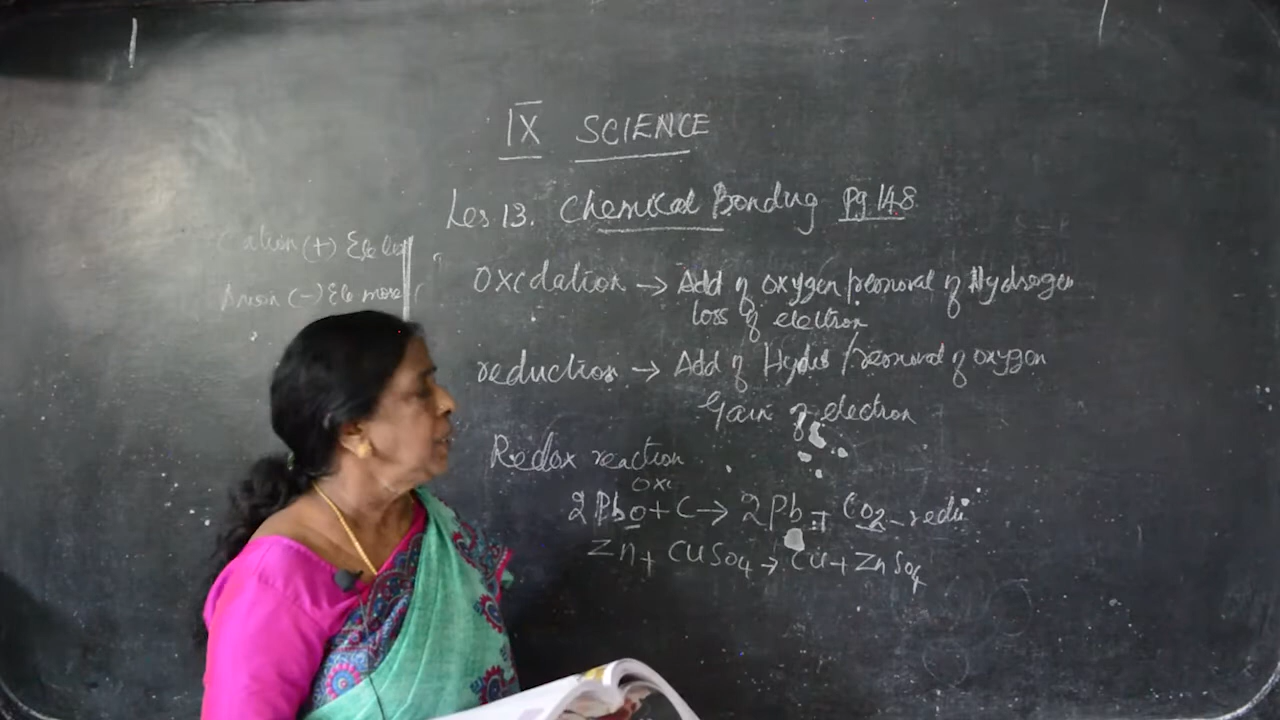 IX SCIENCE
Les 13. Chemical Bonding Pg.148
Cation (+) Ele
Anion (-) Ele more
Oxidation → Add of oxygen/removal of Hydrogen
loss of electron
reduction → Add of Hydro /removal of oxygen
Gain of electron
Redox reaction
oxi
2Pbo + C → 2Pb + Co2 - redu
Zn + CuSo4 → Cu + ZnSo4